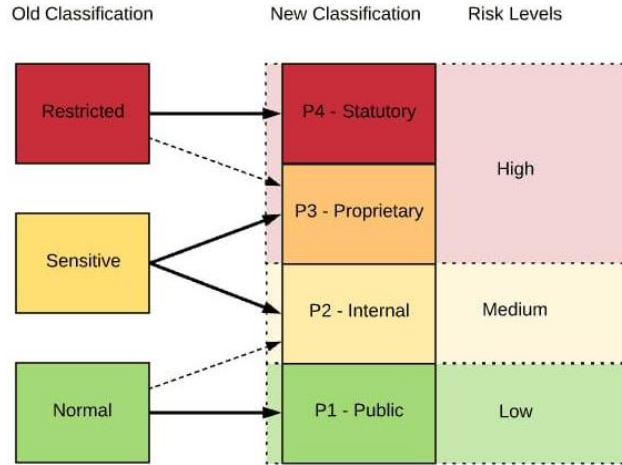 Old Classification
New Classification
Risk Levels
Restricted
P4 - Statutory
High
P3 - Proprietary
Sensitive
P2 - Internal
Medium
Normal
P1 - Public
Low